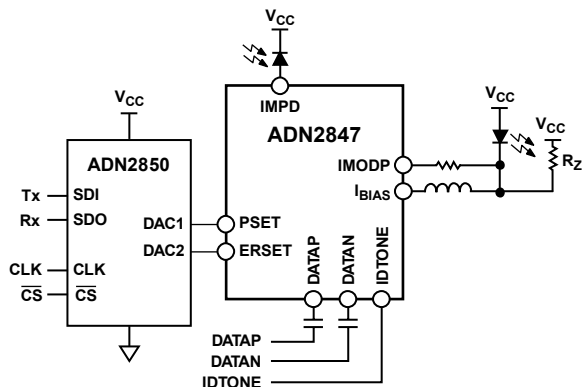 VCC
IMPD
VCC
ADN2850
ADN2847
VCC
VCC
RZ
IMODP
IBIAS
Tx
SDI
Rx
SDO
DAC1
PSET
DAC2
ERSET
CLK
CLK
CS
CS
DATAP
DATAN
IDTONE
DATAP
DATAN
IDTONE